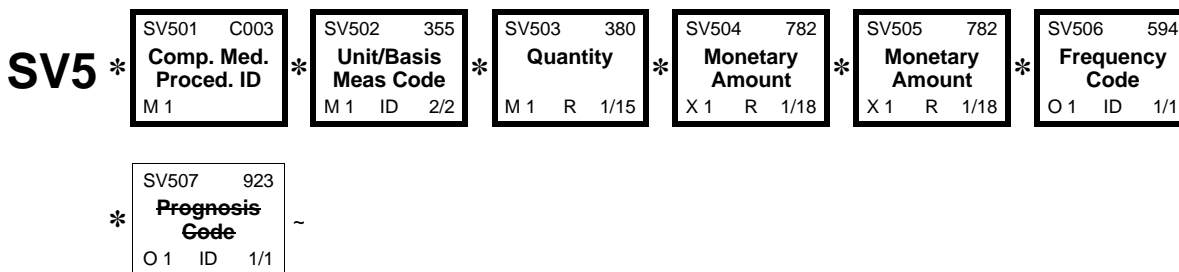 SV5 * SV501 C003 * SV502 355 * SV503 380 * SV504 782 * SV505 782 * SV506 594
Comp. Med. Unit/Basis Quantity Monetary Monetary Frequency
Proced. ID Meas Code Amount Amount Code
M 1 M 1 ID 2/2 M 1 R 1/15 X 1 R 1/18 X 1 R 1/18 O 1 ID 1/1
* SV507 923 ~
Prognosis
Code
O 1 ID 1/1